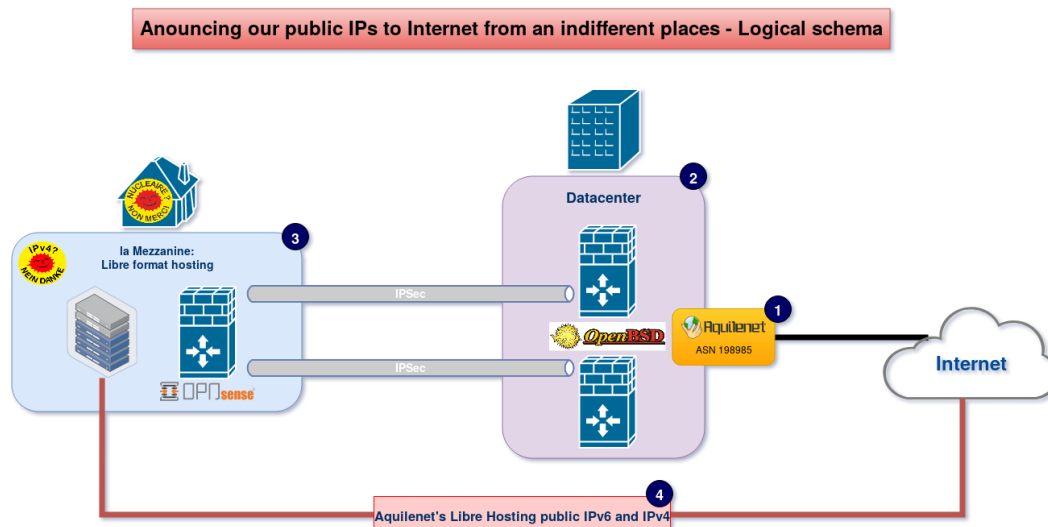 Anouncing our public IPs to Internet from an indifferent places - Logical schema
NUCLEAIRE ?
NON MERCI
2
Datacenter
3
IPv4?
NEIN DANKE
la Mezzanine:
Libre format hosting
IPSec
OpenBSD
1
Aquilenet
ASN 198985
Internet
IPSec
OPNsense
4
Aquilenet's Libre Hosting public IPv6 and IPv4